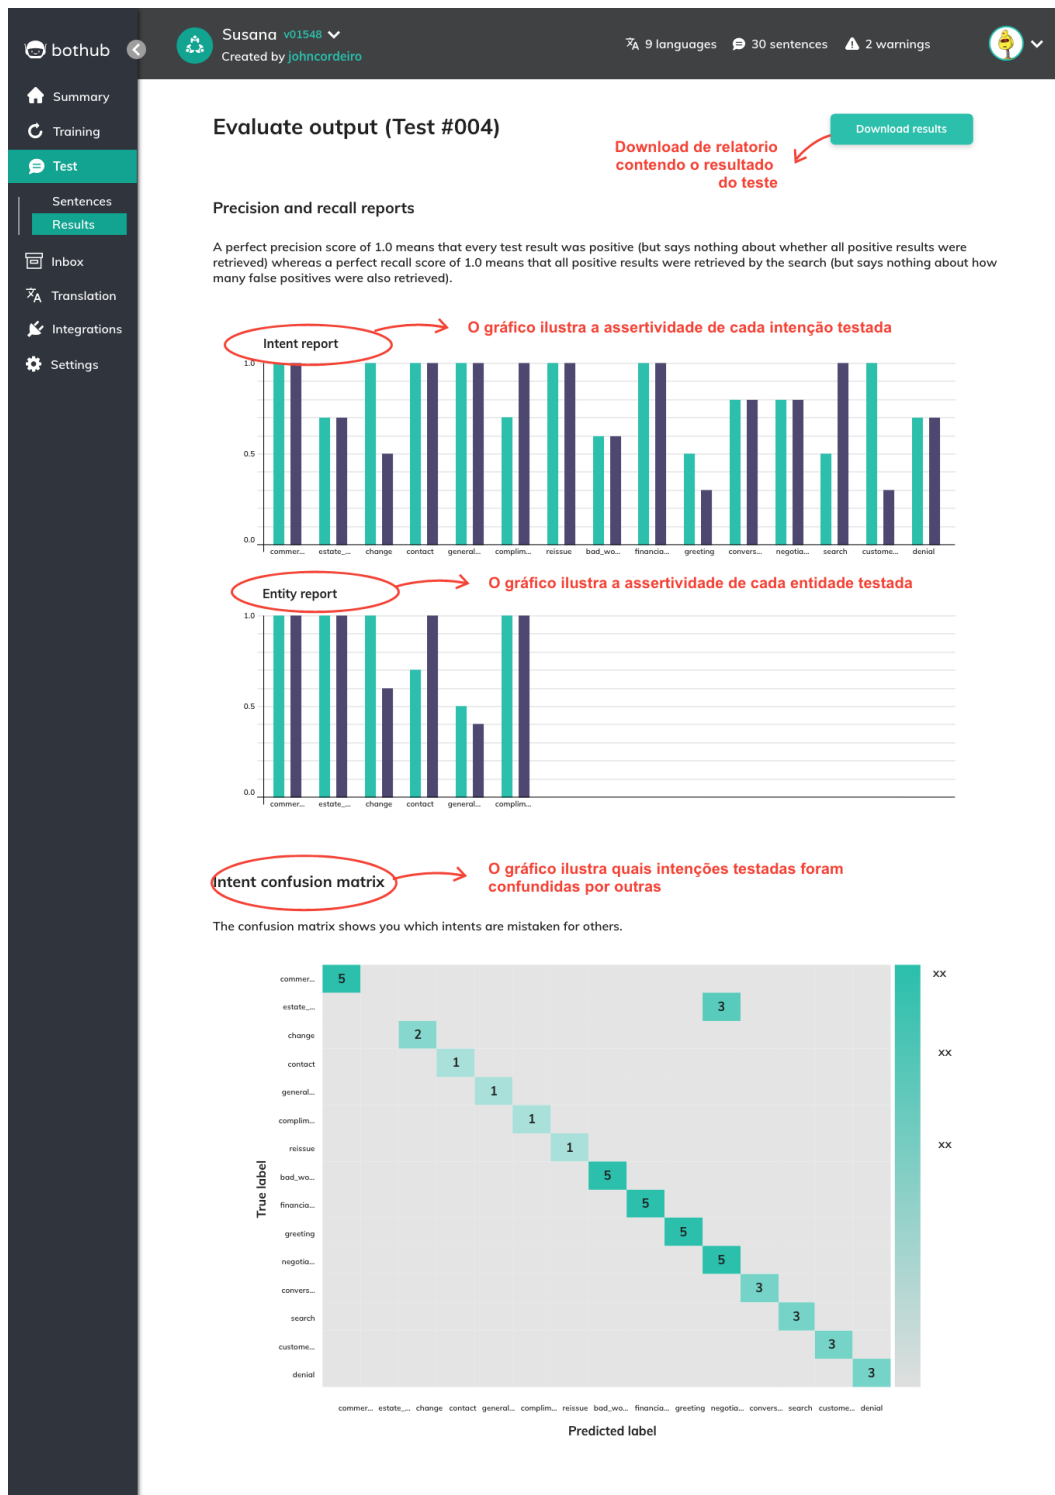 bothub
Susana v01548
Created by johncordeiro
9 languages
30 sentences
2 warnings
Summary
Training
Test
Sentences
Results
Inbox
Translation
Integrations
Settings
Evaluate output (Test #004)
Download results
Download de relatorio
contendo o resultado
do teste
Precision and recall reports
A perfect precision score of 1.0 means that every test result was positive (but says nothing about whether all positive results were
retrieved) whereas a perfect recall score of 1.0 means that all positive results were retrieved by the search (but says nothing about how
many false positives were also retrieved).
O gráfico ilustra a assertividade de cada intenção testada
Intent report
1.0
0.5
0.0
commer... estate_... change contact general... complim... reissue bad_wo... financia... greeting convers... negotia... search custome... denial
O gráfico ilustra a assertividade de cada entidade testada
Entity report
1.0
0.5
0.0
commer... estate_... change contact general... complim...
O gráfico ilustra quais intenções testadas foram
confundidas por outras
Intent confusion matrix
The confusion matrix shows you which intents are mistaken for others.
commer... 5 xx
estate_... 3
change 2
contact 1 xx
general... 1
complim... 1
reissue 1 xx
bad_wo... 5
financia... 5
greeting 5
negotia... 5
convers... 3
search 3
custome... 3
denial 3
True label
commer... estate_... change contact general... complim... reissue bad_wo... financia... greeting negotia... convers... search custome... denial
Predicted label